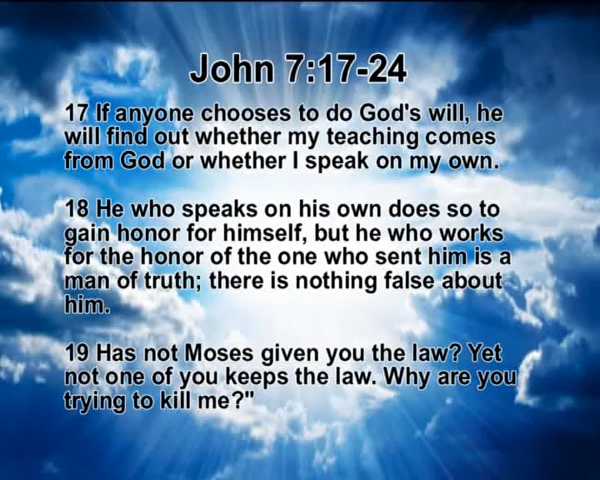 John 7:17-24
17 If anyone chooses to do God's will, he
will find out whether my teaching comes
from God or whether I speak on my own.
18 He who speaks on his own does so to
gain honor for himself, but he who works
for the honor of the one who sent him is a
man of truth; there is nothing false about
him.
19 Has not Moses given you the law? Yet
not one of you keeps the law. Why are you
trying to kill me?"